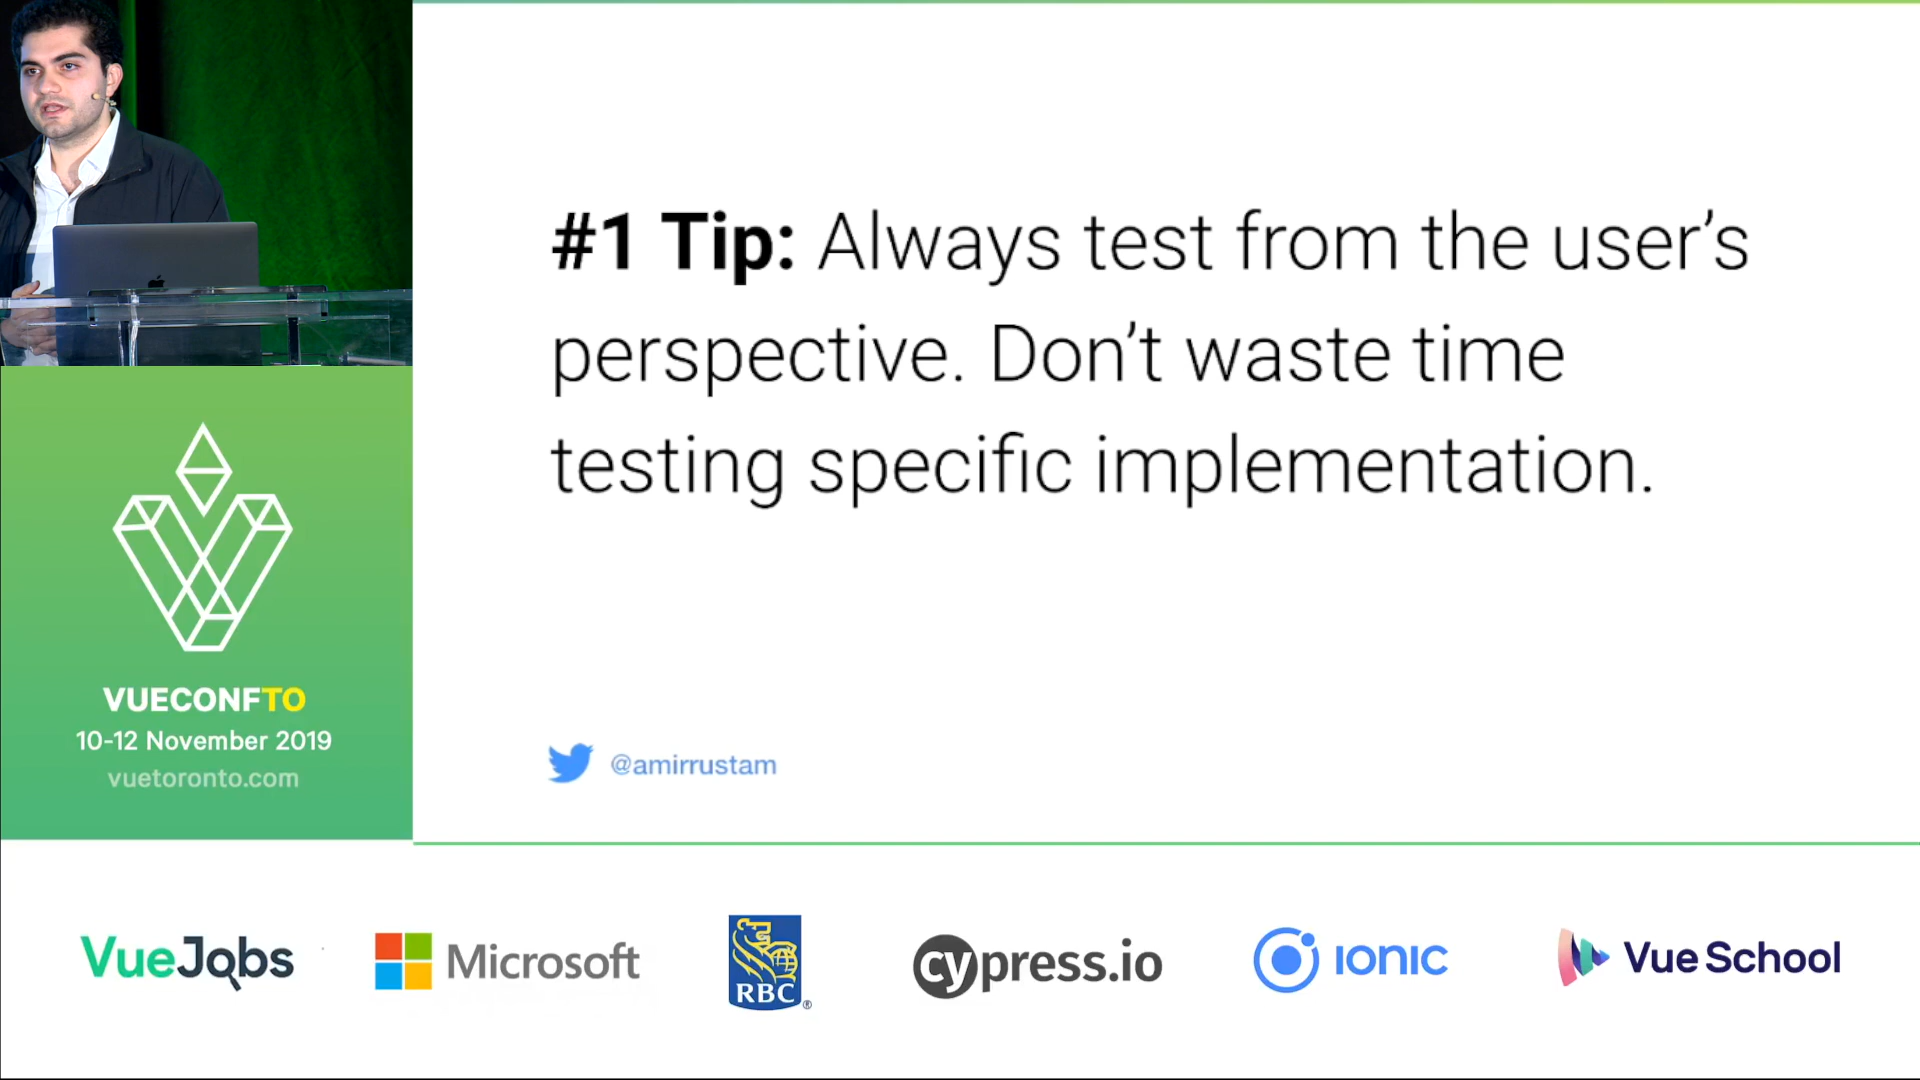 #1 Tip: Always test from the user’s
perspective. Don’t waste time
testing specific implementation.
@amirrustam
VUECONFTO
10-12 November 2019
vuetoronto.com
VueJobs
Microsoft
RBC
®
cypress.io
IONIC
Vue School